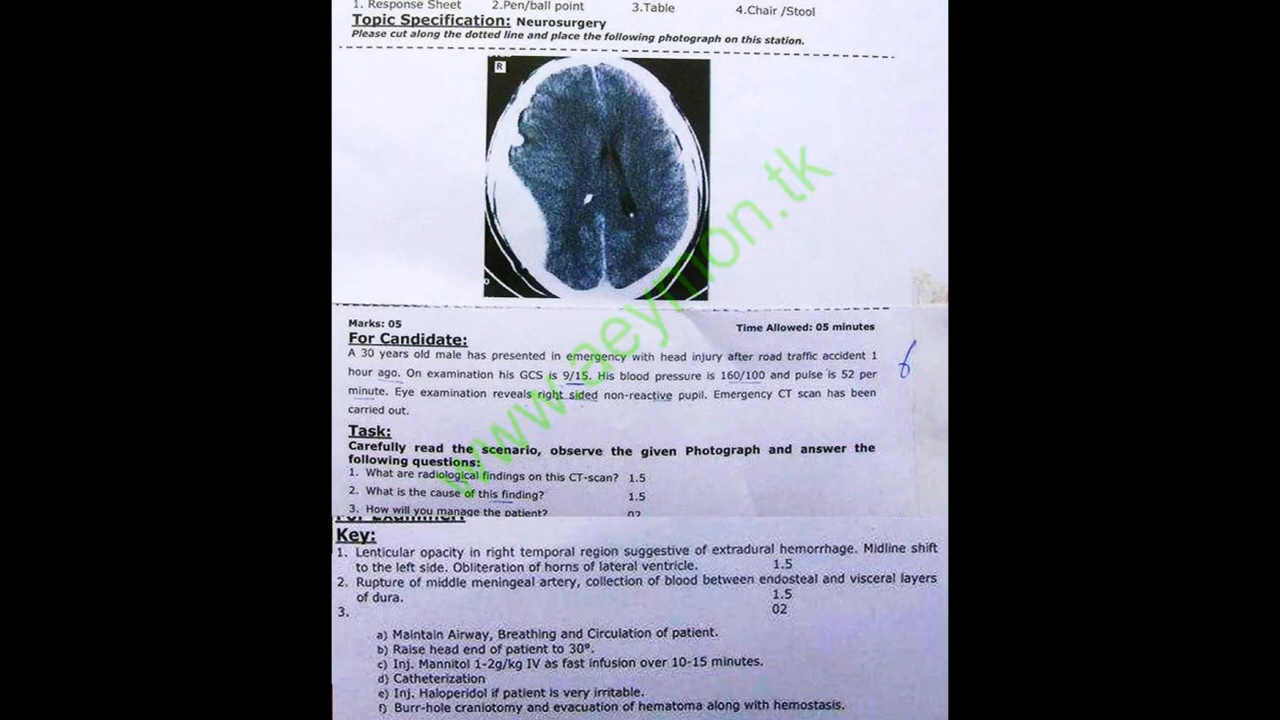 1. Response Sheet 2.Pen/ball point 3.Table 4.Chair /Stool
Topic Specification: Neurosurgery
Please cut along the dotted line and place the following photograph on this station.
R
www.aeymon.tk
Marks: 05 Time Allowed: 05 minutes
For Candidate:
A 30 years old male has presented in emergency with head injury after road traffic accident 1
hour ago. On examination his GCS is 9/15. His blood pressure is 160/100 and pulse is 52 per
minute. Eye examination reveals right sided non-reactive pupil. Emergency CT scan has been
carried out.
6
Task:
Carefully read the scenario, observe the given Photograph and answer the
following questions:
1. What are radiological findings on this CT-scan? 1.5
2. What is the cause of this finding? 1.5
3. How will you manage the patient? 02
For Examiner:
Key:
1. Lenticular opacity in right temporal region suggestive of extradural hemorrhage. Midline shift
to the left side. Obliteration of horns of lateral ventricle. 1.5
2. Rupture of middle meningeal artery, collection of blood between endosteal and visceral layers
of dura. 1.5
3. 02
a) Maintain Airway, Breathing and Circulation of patient.
b) Raise head end of patient to 30°.
c) Inj. Mannitol 1-2g/kg IV as fast infusion over 10-15 minutes.
d) Catheterization
e) Inj. Haloperidol if patient is very irritable.
f) Burr-hole craniotomy and evacuation of hematoma along with hemostasis.